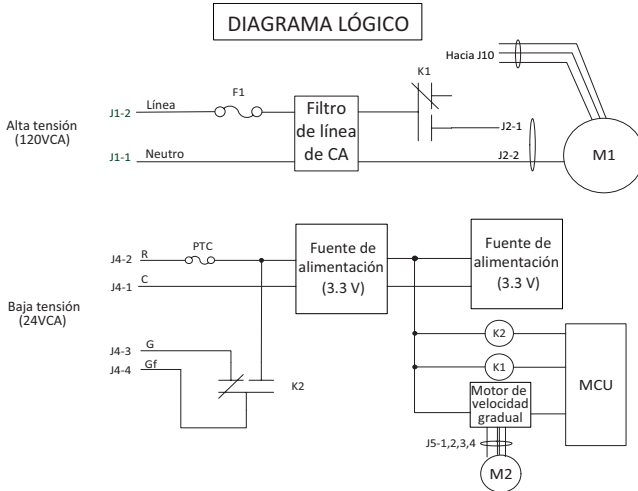 DIAGRAMA LÓGICO
Hacia J10
K1
F1
J1-2 Línea
Filtro
de línea
de CA
Alta tensión
(120VCA)
J2-1
J1-1 Neutro
J2-2
M1
J4-2 R PTC
J4-1 C
Fuente de
alimentación
(3.3 V)
Fuente de
alimentación
(3.3 V)
Baja tensión
(24VCA)
J4-3 G
J4-4 Gf
K2
K2
K1
MCU
Motor de
velocidad
gradual
J5-1,2,3,4
M2